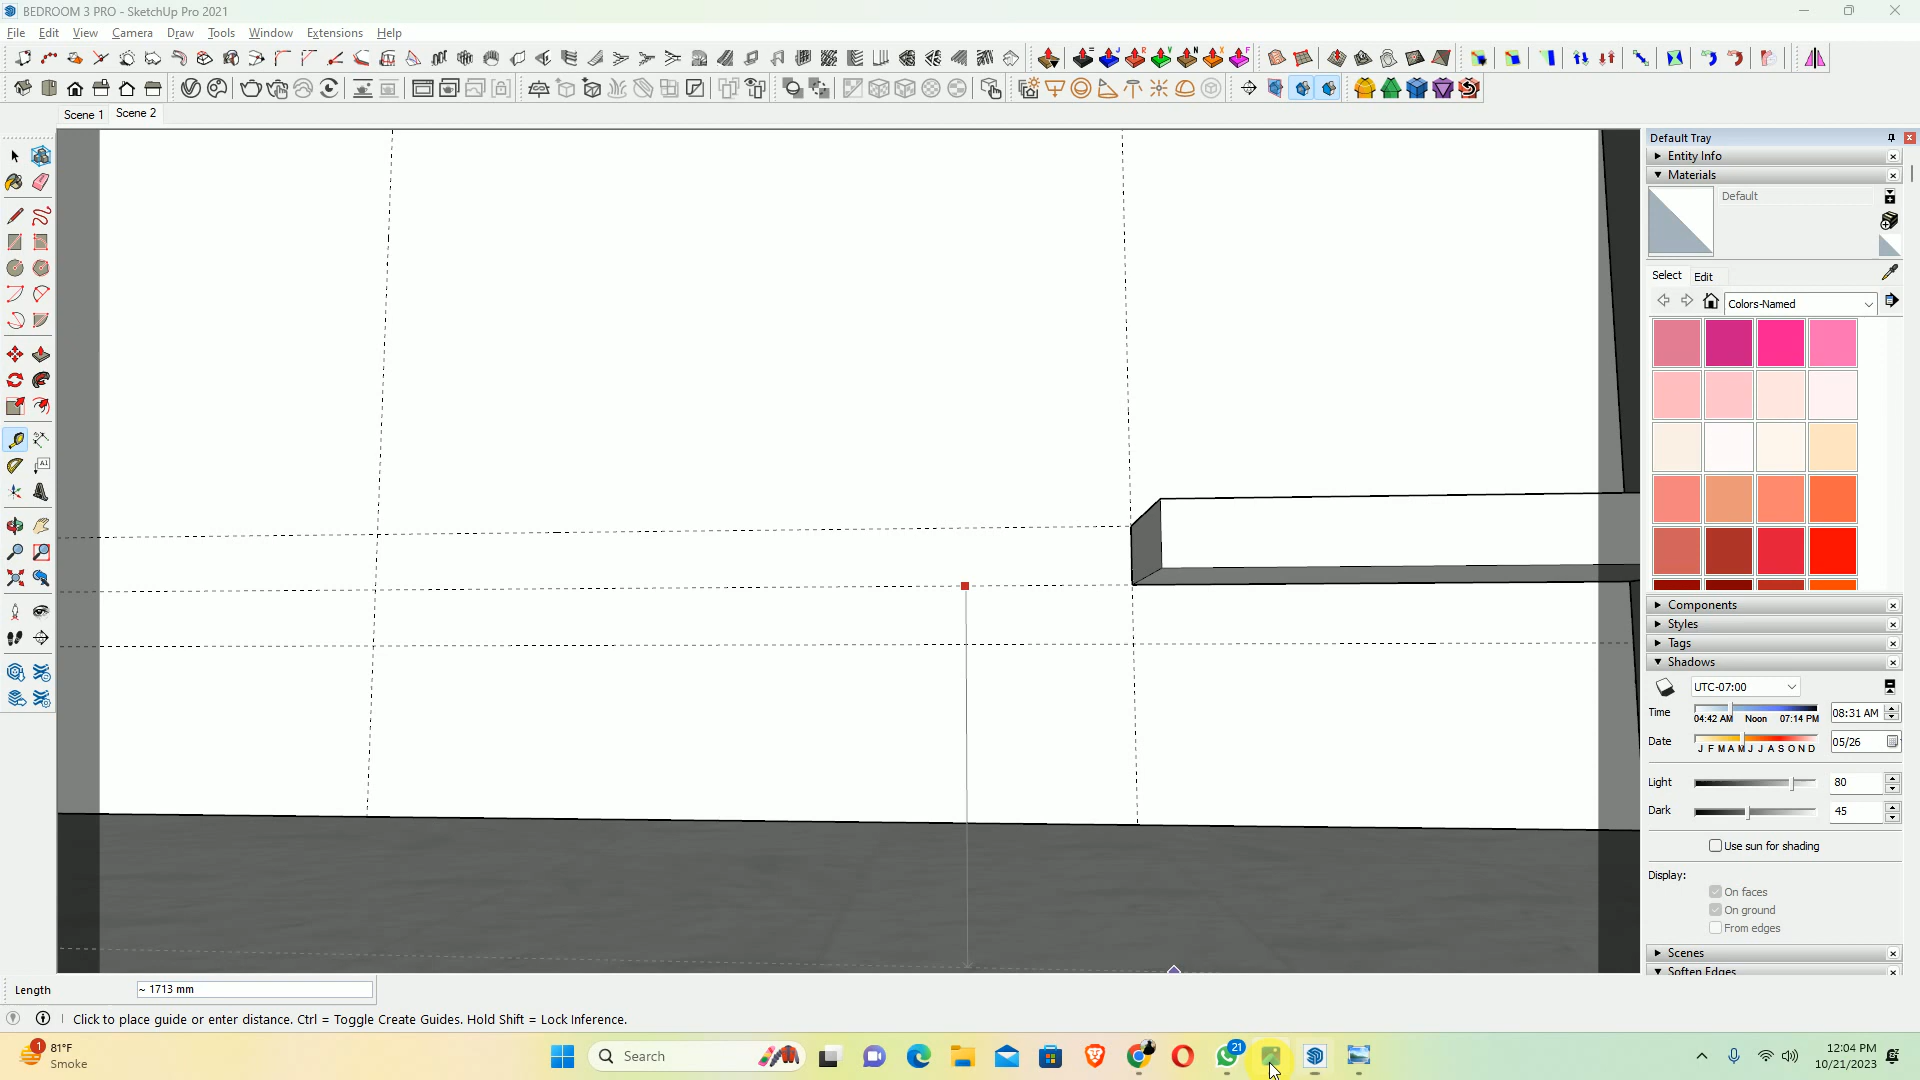 BEDROOM 3 PRO - SketchUp Pro 2021
File Edit View Camera Draw Tools Window Extensions Help
Scene 1 Scene 2
Default Tray
Entity Info
Materials
Default
Select Edit
Colors-Named
Components
Styles
Tags
Shadows
UTC-07:00
Time 04:42 AM Noon 07:14 PM 08:31 AM
Date J F M A M J J A S O N D 05/26
Light 80
Dark 45
Use sun for shading
Display:
On faces
On ground
From edges
Scenes
Soften Edges
Length ~ 1713 mm
Click to place guide or enter distance. Ctrl = Toggle Create Guides. Hold Shift = Lock Inference.
1 81°F
Smoke
Search
21
12:04 PM
10/21/2023